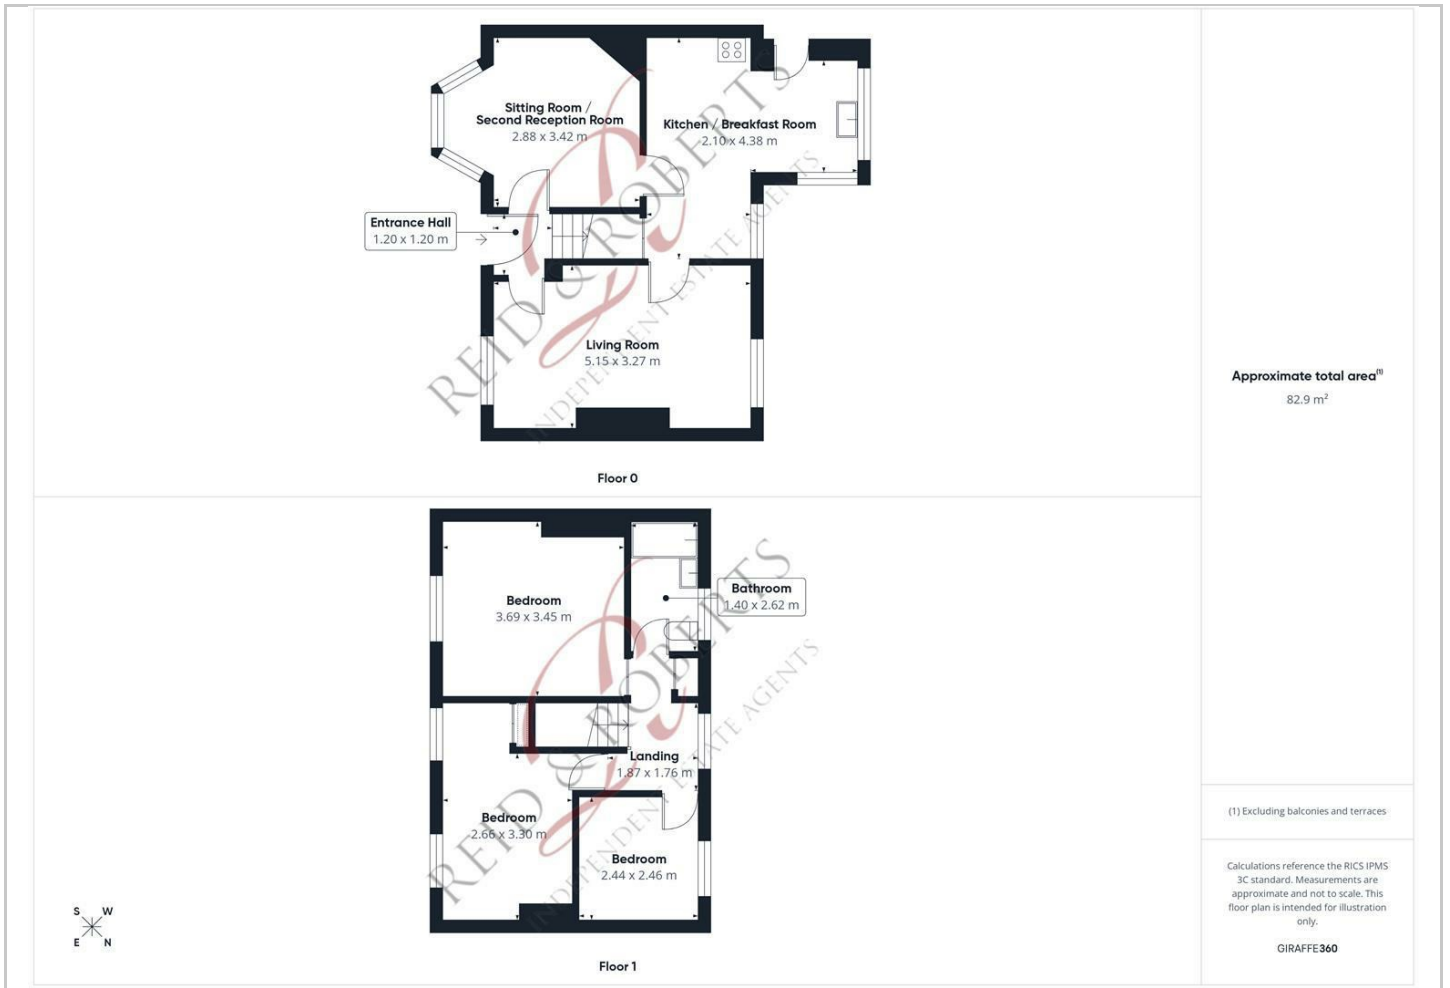 Sitting Room /
Second Reception Room
2.88 x 3.42 m
Kitchen / Breakfast Room
2.10 x 4.38 m
Entrance Hall
1.20 x 1.20 m
Living Room
5.15 x 3.27 m
REID & ROBERTS
INDEPENDENT ESTATE AGENTS
Floor 0
Approximate total area(1)
82.9 m²
Bedroom
3.69 x 3.45 m
Bathroom
1.40 x 2.62 m
Landing
1.87 x 1.76 m
Bedroom
2.66 x 3.30 m
Bedroom
2.44 x 2.46 m
REID & ROBERTS
INDEPENDENT ESTATE AGENTS
S W
E N
Floor 1
(1) Excluding balconies and terraces
Calculations reference the RICS IPMS
3C standard. Measurements are
approximate and not to scale. This
floor plan is intended for illustration
only.
GIRAFFE360